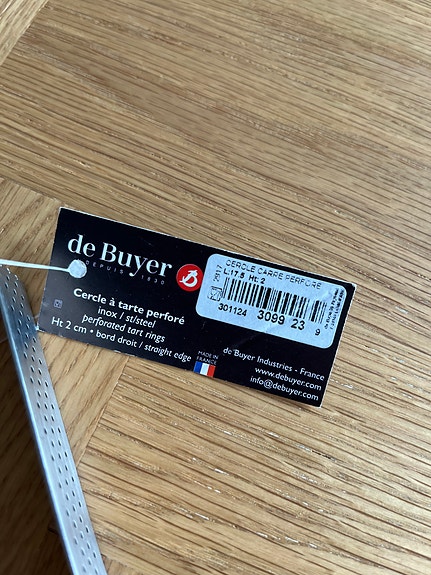 de Buyer
DEPUIS 1830
Cercle à tarte perforé
inox / st/steel
perforated tart rings
Ht 2 cm • bord droit / straight edge
MADE IN
FRANCE
CERCLE CARRE PERFORE
L:17.5 Ht: 2
2917
301124 3099 23 9
de Buyer Industries - France
www.debuyer.com
info@debuyer.com